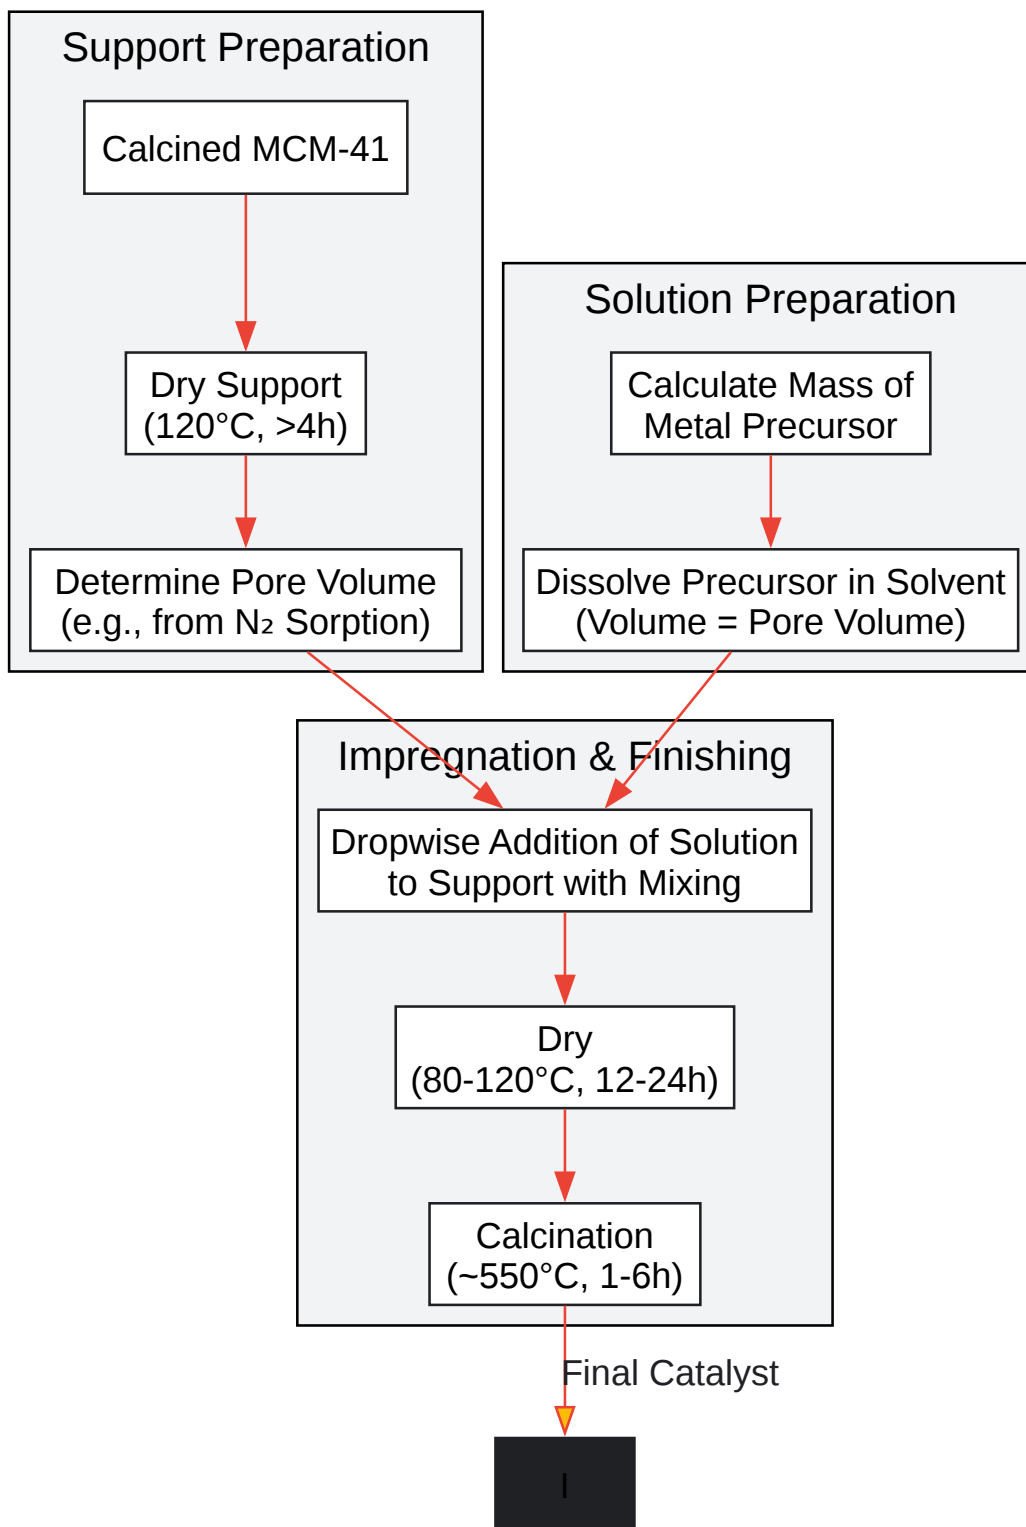 Support Preparation
Calcined MCM-41
Dry Support
(120°C, >4h)
Determine Pore Volume
(e.g., from N₂ Sorption)
Solution Preparation
Calculate Mass of
Metal Precursor
Dissolve Precursor in Solvent
(Volume = Pore Volume)
Impregnation & Finishing
Dropwise Addition of Solution
to Support with Mixing
Dry
(80-120°C, 12-24h)
Calcination
(~550°C, 1-6h)
Final Catalyst
I